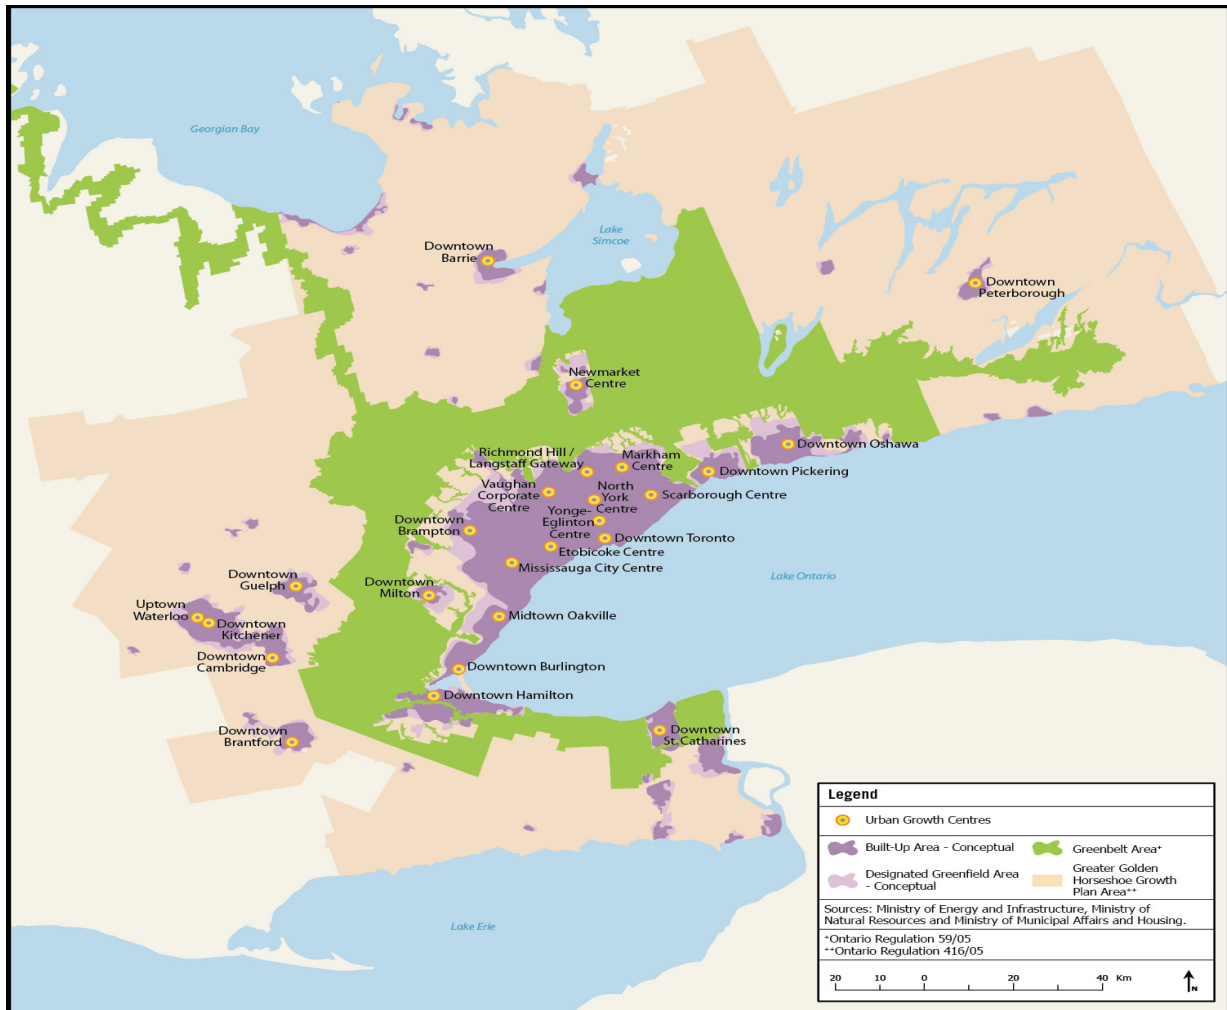 Georgian Bay
Lake
Simcoe
Downtown
Barrie
Downtown
Peterborough
Newmarket
Centre
Richmond Hill /
Langstaff Gateway
Markham
Centre
Downtown Oshawa
Downtown Pickering
Vaughan
Corporate
Centre
North
York
Centre
Scarborough Centre
Yonge-
Eglinton
Centre
Downtown
Brampton
Downtown Toronto
Etobicoke Centre
Mississauga City Centre
Lake Ontario
Downtown
Guelph
Downtown
Milton
Uptown
Waterloo
Downtown
Kitchener
Midtown Oakville
Downtown
Cambridge
Downtown Burlington
Downtown Hamilton
Downtown
Brantford
Downtown
St.Catharines
Lake Erie
Legend
Urban Growth Centres
Built-Up Area - Conceptual
Greenbelt Area+
Designated Greenfield Area
- Conceptual
Greater Golden
Horseshoe Growth
Plan Area++
Sources: Ministry of Energy and Infrastructure, Ministry of
Natural Resources and Ministry of Municipal Affairs and Housing.
+Ontario Regulation 59/05
++Ontario Regulation 416/05
20 10 0 20 40 Km
N